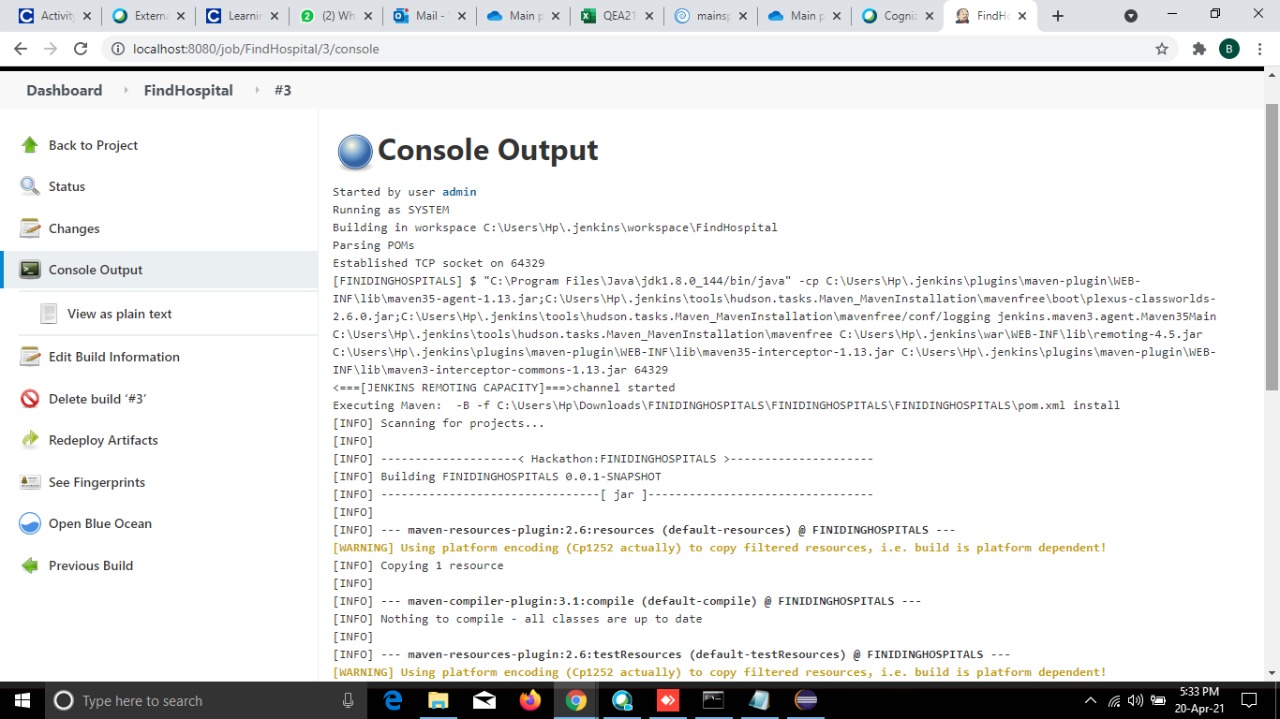 Activity
Extern
Learnin
(2) Wh
Mail -
Main p
QEA21
mainsp
Main p
Cogni
FindH
localhost:8080/job/FindHospital/3/console
B
Dashboard FindHospital #3
Back to Project
Status
Changes
Console Output
View as plain text
Edit Build Information
Delete build ‘#3’
Redeploy Artifacts
See Fingerprints
Open Blue Ocean
Previous Build
Console Output
Started by user admin
Running as SYSTEM
Building in workspace C:\Users\Hp\.jenkins\workspace\FindHospital
Parsing POMs
Established TCP socket on 64329
[FINIDINGHOSPITALS] $ "C:\Program Files\Java\jdk1.8.0_144/bin/java" -cp C:\Users\Hp\.jenkins\plugins\maven-plugin\WEB-
INF\lib\maven35-agent-1.13.jar;C:\Users\Hp\.jenkins\tools\hudson.tasks.Maven_MavenInstallation\mavenfree\boot\plexus-classworlds-
2.6.0.jar;C:\Users\Hp\.jenkins\tools\hudson.tasks.Maven_MavenInstallation\mavenfree/conf/logging jenkins.maven3.agent.Maven35Main
C:\Users\Hp\.jenkins\tools\hudson.tasks.Maven_MavenInstallation\mavenfree C:\Users\Hp\.jenkins\war\WEB-INF\lib\remoting-4.5.jar
C:\Users\Hp\.jenkins\plugins\maven-plugin\WEB-INF\lib\maven35-interceptor-1.13.jar C:\Users\Hp\.jenkins\plugins\maven-plugin\WEB-
INF\lib\maven3-interceptor-commons-1.13.jar 64329
<===[JENKINS REMOTING CAPACITY]===>channel started
Executing Maven:  -B -f C:\Users\Hp\Downloads\FINIDINGHOSPITALS\FINIDINGHOSPITALS\FINIDINGHOSPITALS\pom.xml install
[INFO] Scanning for projects...
[INFO]
[INFO] --------------------< Hackathon:FINIDINGHOSPITALS >---------------------
[INFO] Building FINIDINGHOSPITALS 0.0.1-SNAPSHOT
[INFO] --------------------------------[ jar ]---------------------------------
[INFO]
[INFO] --- maven-resources-plugin:2.6:resources (default-resources) @ FINIDINGHOSPITALS ---
[WARNING] Using platform encoding (Cp1252 actually) to copy filtered resources, i.e. build is platform dependent!
[INFO] Copying 1 resource
[INFO]
[INFO] --- maven-compiler-plugin:3.1:compile (default-compile) @ FINIDINGHOSPITALS ---
[INFO] Nothing to compile - all classes are up to date
[INFO]
[INFO] --- maven-resources-plugin:2.6:testResources (default-testResources) @ FINIDINGHOSPITALS ---
[WARNING] Using platform encoding (Cp1252 actually) to copy filtered resources, i.e. build is platform dependent!
Type here to search
5:33 PM
20-Apr-21